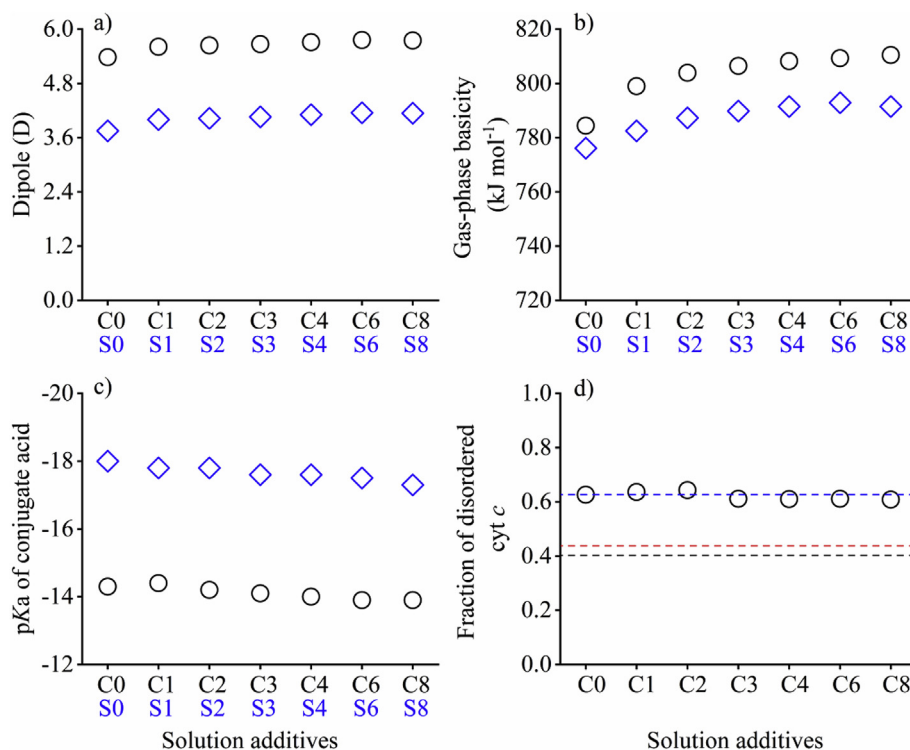 a)
Dipole (D)
6.0
4.8
3.6
2.4
1.2
0.0
C0 C1 C2 C3 C4 C6 C8
S0 S1 S2 S3 S4 S6 S8
b)
Gas-phase basicity
(kJ mol⁻¹)
820
800
780
760
740
720
C0 C1 C2 C3 C4 C6 C8
S0 S1 S2 S3 S4 S6 S8
c)
pKa of conjugate acid
-20
-18
-16
-14
-12
C0 C1 C2 C3 C4 C6 C8
S0 S1 S2 S3 S4 S6 S8
Solution additives
d)
Fraction of disordered
cyt c
1.0
0.8
0.6
0.4
0.2
0.0
C0 C1 C2 C3 C4 C6 C8
Solution additives